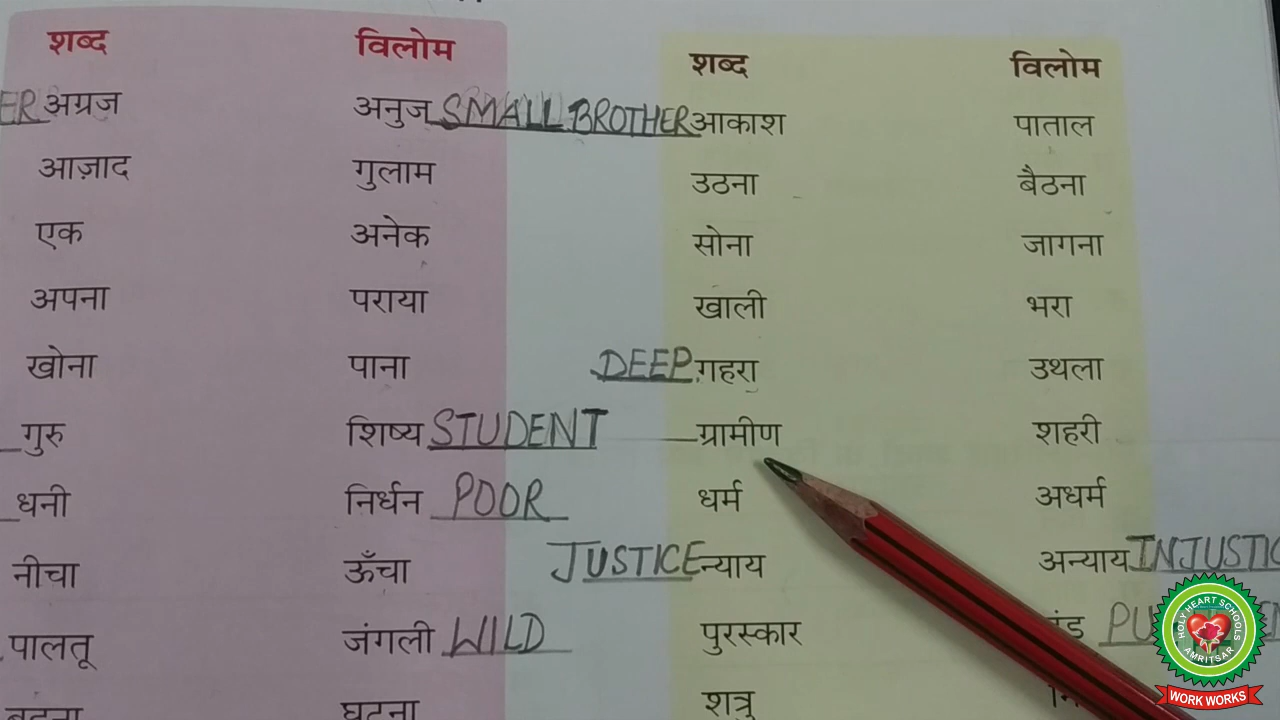 शब्द विलोम शब्द विलोम
ER अग्रज अनुज SMALL BROTHER आकाश पाताल
आज़ाद गुलाम उठना बैठना
एक अनेक सोना जागना
अपना पराया खाली भरा
खोना पाना DEEP गहरा उथला
गुरु शिष्य STUDENT ग्रामीण शहरी
धनी निर्धन POOR धर्म अधर्म
नीचा ऊँचा JUSTICE न्याय अन्याय INJUSTIC
पालतू जंगली WILD पुरस्कार
शत्रु
HOLY HEART SCHOOLS
AMRITSAR
WORK WORKS